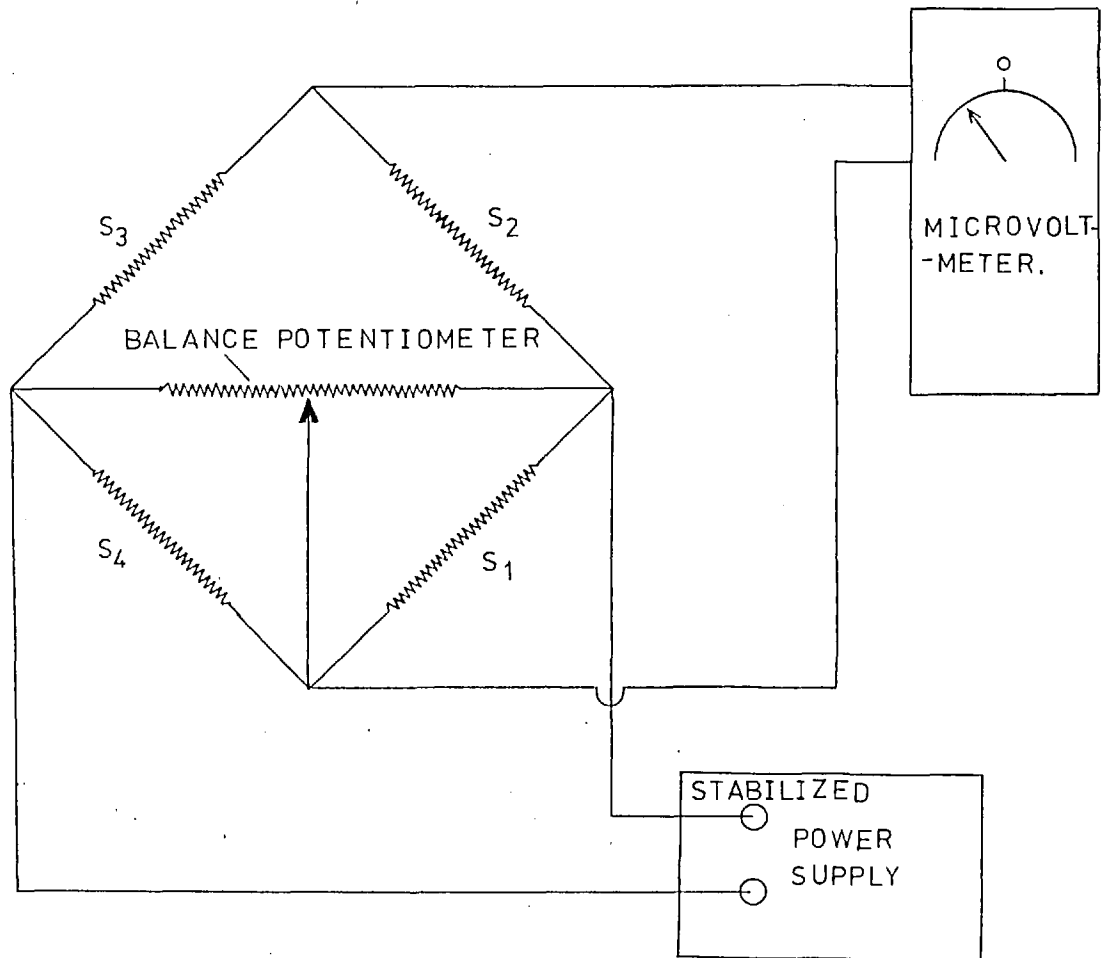 O
MICROVOLT-
-METER.
S2
S3
BALANCE POTENTIOMETER
S4
S1
STABILIZED
POWER
SUPPLY